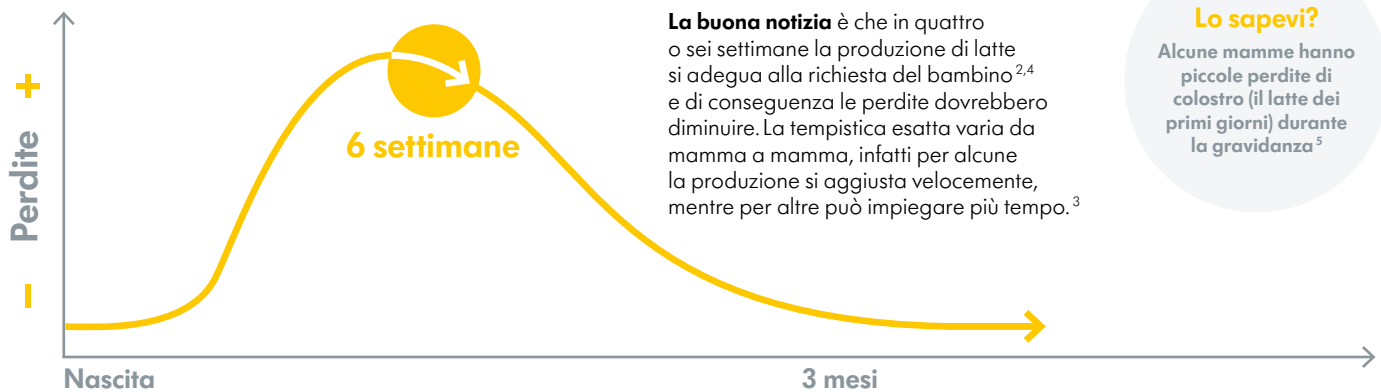 La buona notizia è che in quattro
o sei settimane la produzione di latte
si adegua alla richiesta del bambino 2,4
e di conseguenza le perdite dovrebbero
diminuire. La tempistica esatta varia da
mamma a mamma, infatti per alcune
la produzione si aggiusta velocemente,
mentre per altre può impiegare più tempo. 3
Lo sapevi?
Alcune mamme hanno
piccole perdite di
colostro (il latte dei
primi giorni) durante
la gravidanza 5
– Perdite +
6 settimane
Nascita
3 mesi